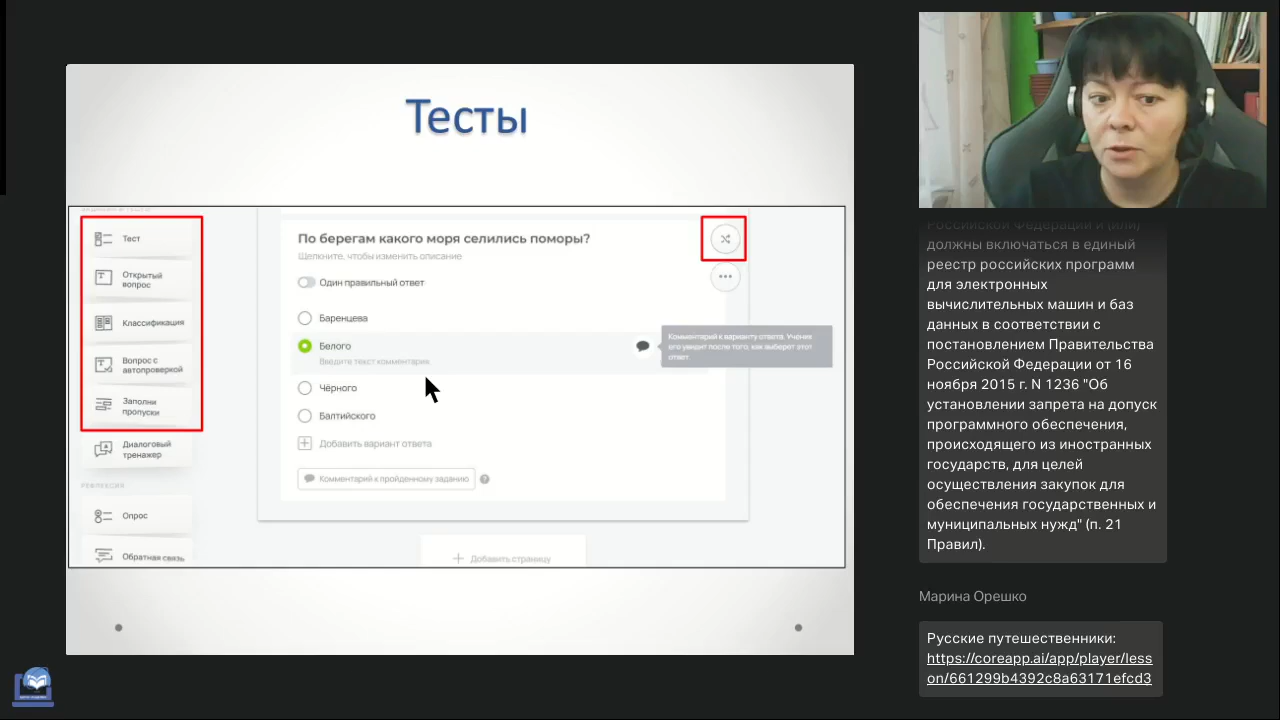 Тесты
Тест
Открытый
вопрос
Классификация
Вопрос с
автопроверкой
Заполни
пропуски
Диалоговый
тренажер
РЕФЛЕКСИЯ
Опрос
Обратная связь
По берегам какого моря селились поморы?
Щелкните, чтобы изменить описание
Один правильный ответ
Баренцева
Белого
Введите текст комментария
Чёрного
Балтийского
Добавить вариант ответа
Комментарий к пройденному заданию
?
Комментарий к варианту ответа. Ученик
его увидит после того, как выберет этот
ответ
Добавить страницу
Российской Федерации и (или)
должны включаться в единый
реестр российских программ
для электронных
вычислительных машин и баз
данных в соответствии с
постановлением Правительства
Российской Федерации от 16
ноября 2015 г. N 1236 "Об
установлении запрета на допуск
программного обеспечения,
происходящего из иностранных
государств, для целей
осуществления закупок для
обеспечения государственных и
муниципальных нужд" (п. 21
Правил).
Марина Орешко
Русские путешественники:
https://coreapp.ai/app/player/less
on/661299b4392c8a63171efcd3